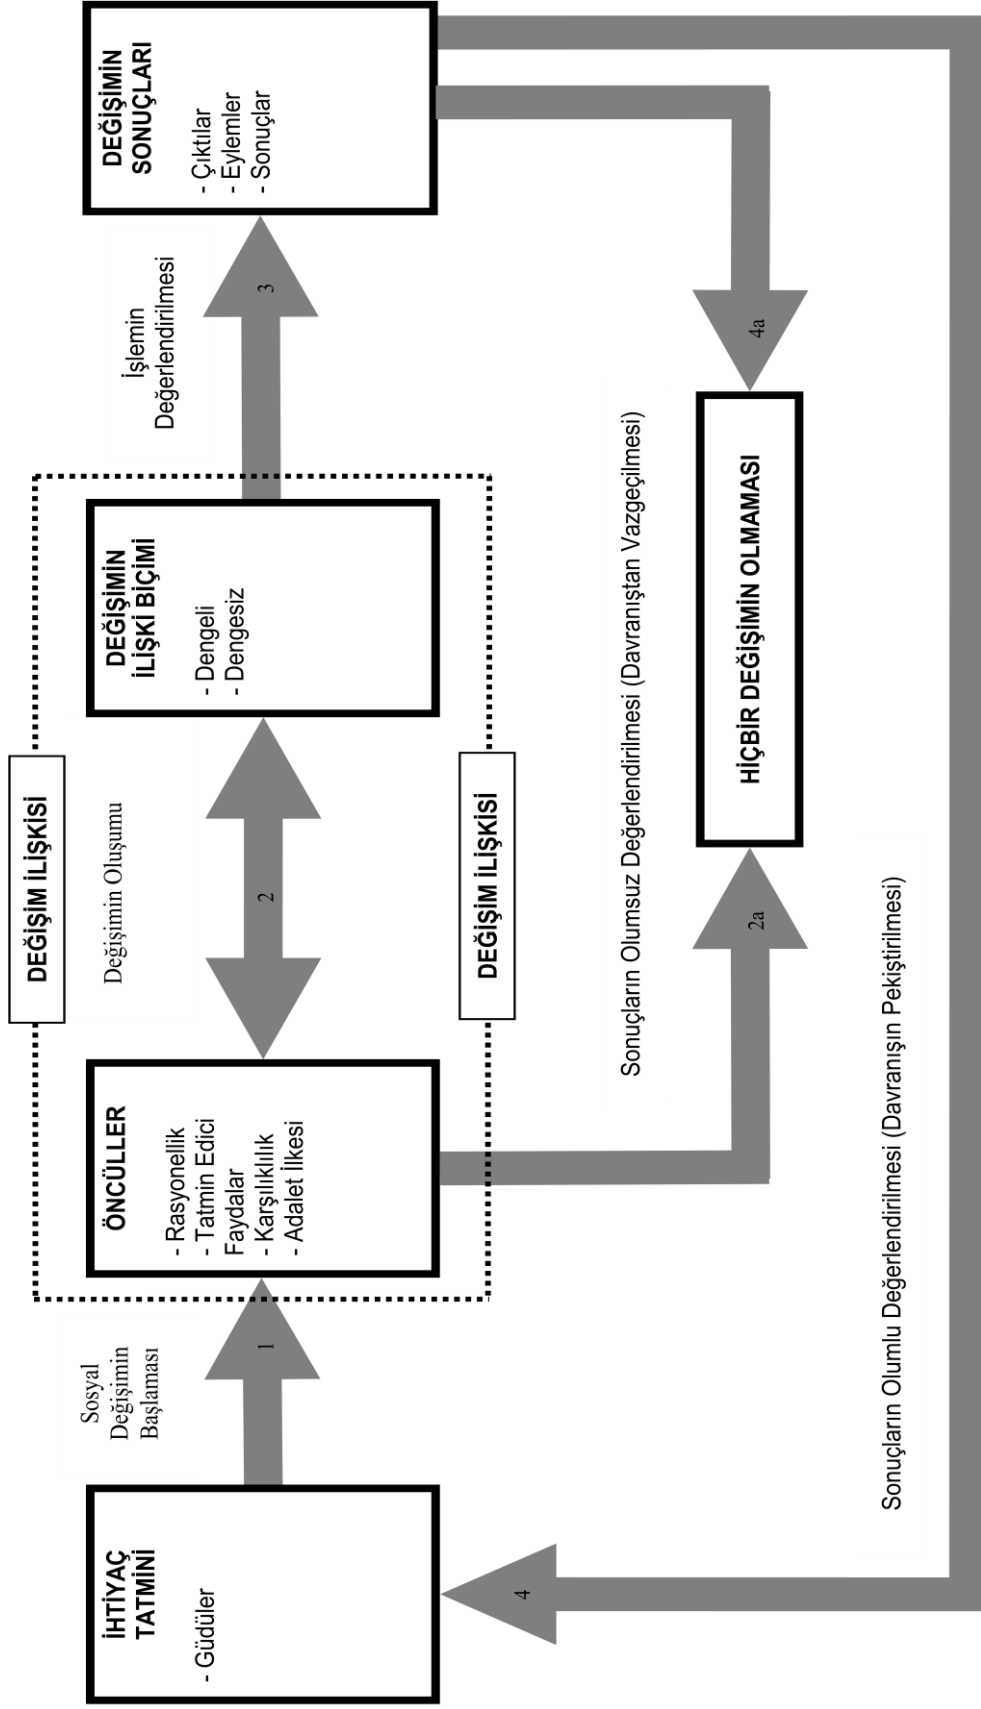 DEĞİŞİM İLİŞKİSİ
İHTİYAÇ
TATMİNİ
- Güdüler
Sosyal
Değişimin
Başlaması
1
ÖNCÜLLER
- Rasyonellik
- Tatmin Edici
Faydalar
- Karşılıklılık
- Adalet İlkesi
Değişimin Oluşumu
2
DEĞİŞİMİN
İLİŞKİ BİÇİMİ
- Dengeli
- Dengesiz
İşlemin
Değerlendirilmesi
3
DEĞİŞİMİN
SONUÇLARI
- Çıktılar
- Eylemler
- Sonuçlar
DEĞİŞİM İLİŞKİSİ
Sonuçların Olumsuz Değerlendirilmesi (Davranıştan Vazgeçilmesi)
2a
HİÇBİR DEĞİŞİMİN OLMAMASI
4a
4
Sonuçların Olumlu Değerlendirilmesi (Davranışın Pekiştirilmesi)